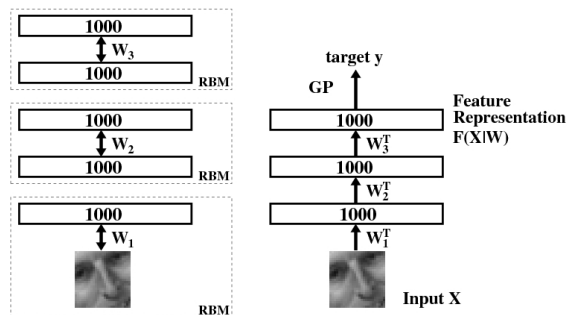 1000
W₃
1000
RBM
1000
W₂
1000
RBM
1000
W₁
RBM
target y
GP
1000
Feature
Representation
F(X|W)
W₃ᵀ
1000
W₂ᵀ
1000
W₁ᵀ
Input X